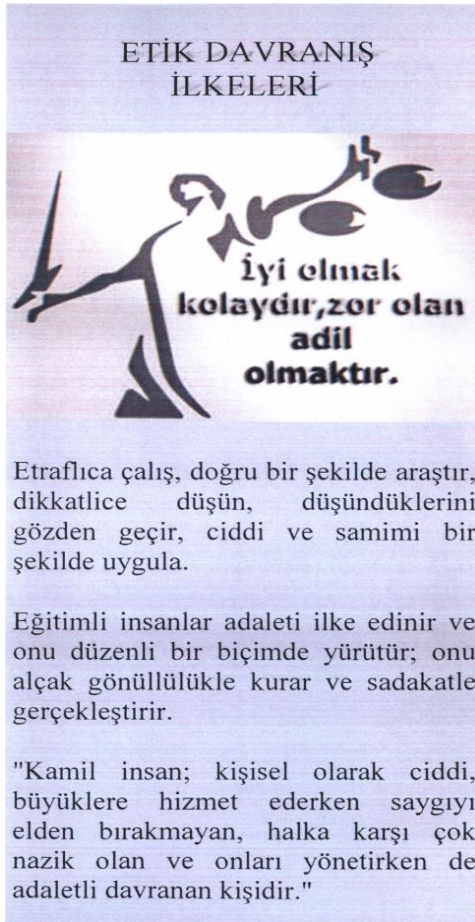 ETİK DAVRANIŞ
İLKELERİ
İyi olmak
kolaydır,zor olan
adil
olmaktır.
Etraflıca çalış, doğru bir şekilde araştır,
dikkatlice düşün, düşündüklerini
gözden geçir, ciddi ve samimi bir
şekilde uygula.
Eğitimli insanlar adaleti ilke edinir ve
onu düzenli bir biçimde yürütür; onu
alçak gönüllülükle kurar ve sadakatle
gerçekleştirir.
"Kamil insan; kişisel olarak ciddi,
büyüklere hizmet ederken saygıyı
elden bırakmayan, halka karşı çok
nazik olan ve onları yönetirken de
adaletli davranan kişidir."